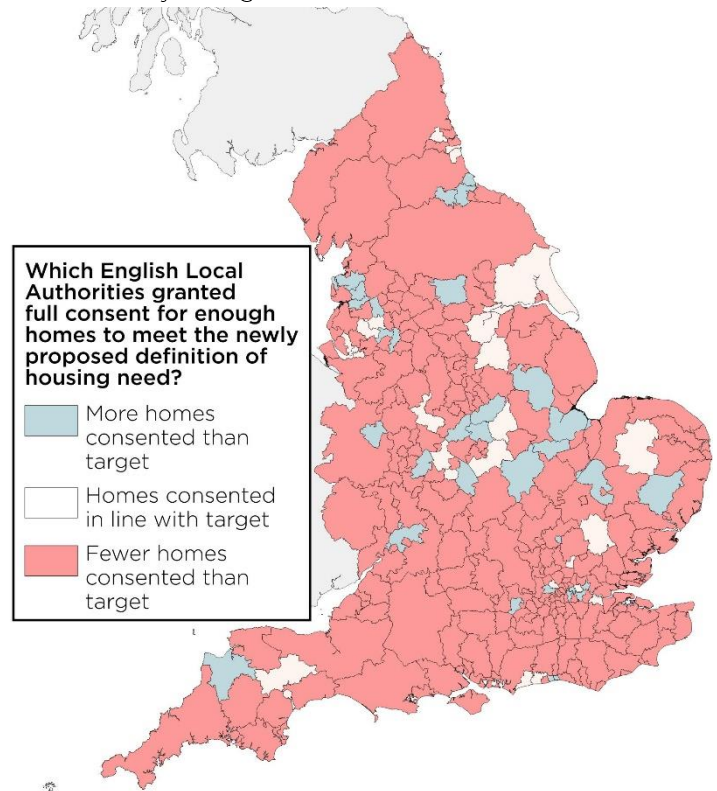 Which English Local
Authorities granted
full consent for enough
homes to meet the newly
proposed definition of
housing need?
More homes
consented than
target
Homes consented
in line with target
Fewer homes
consented than
target